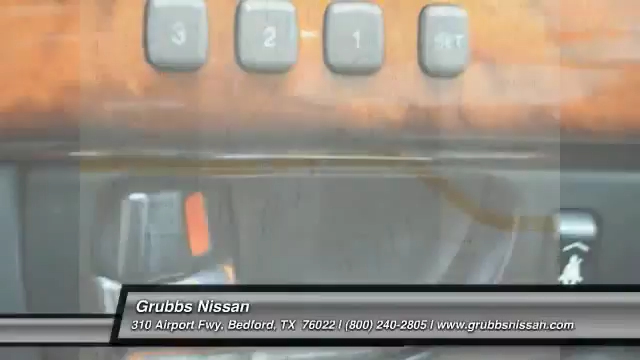 3 2 1 SET
Grubbs Nissan
310 Airport Fwy, Bedford, TX 76022 | (800) 240-2805 | www.grubbsnissan.com